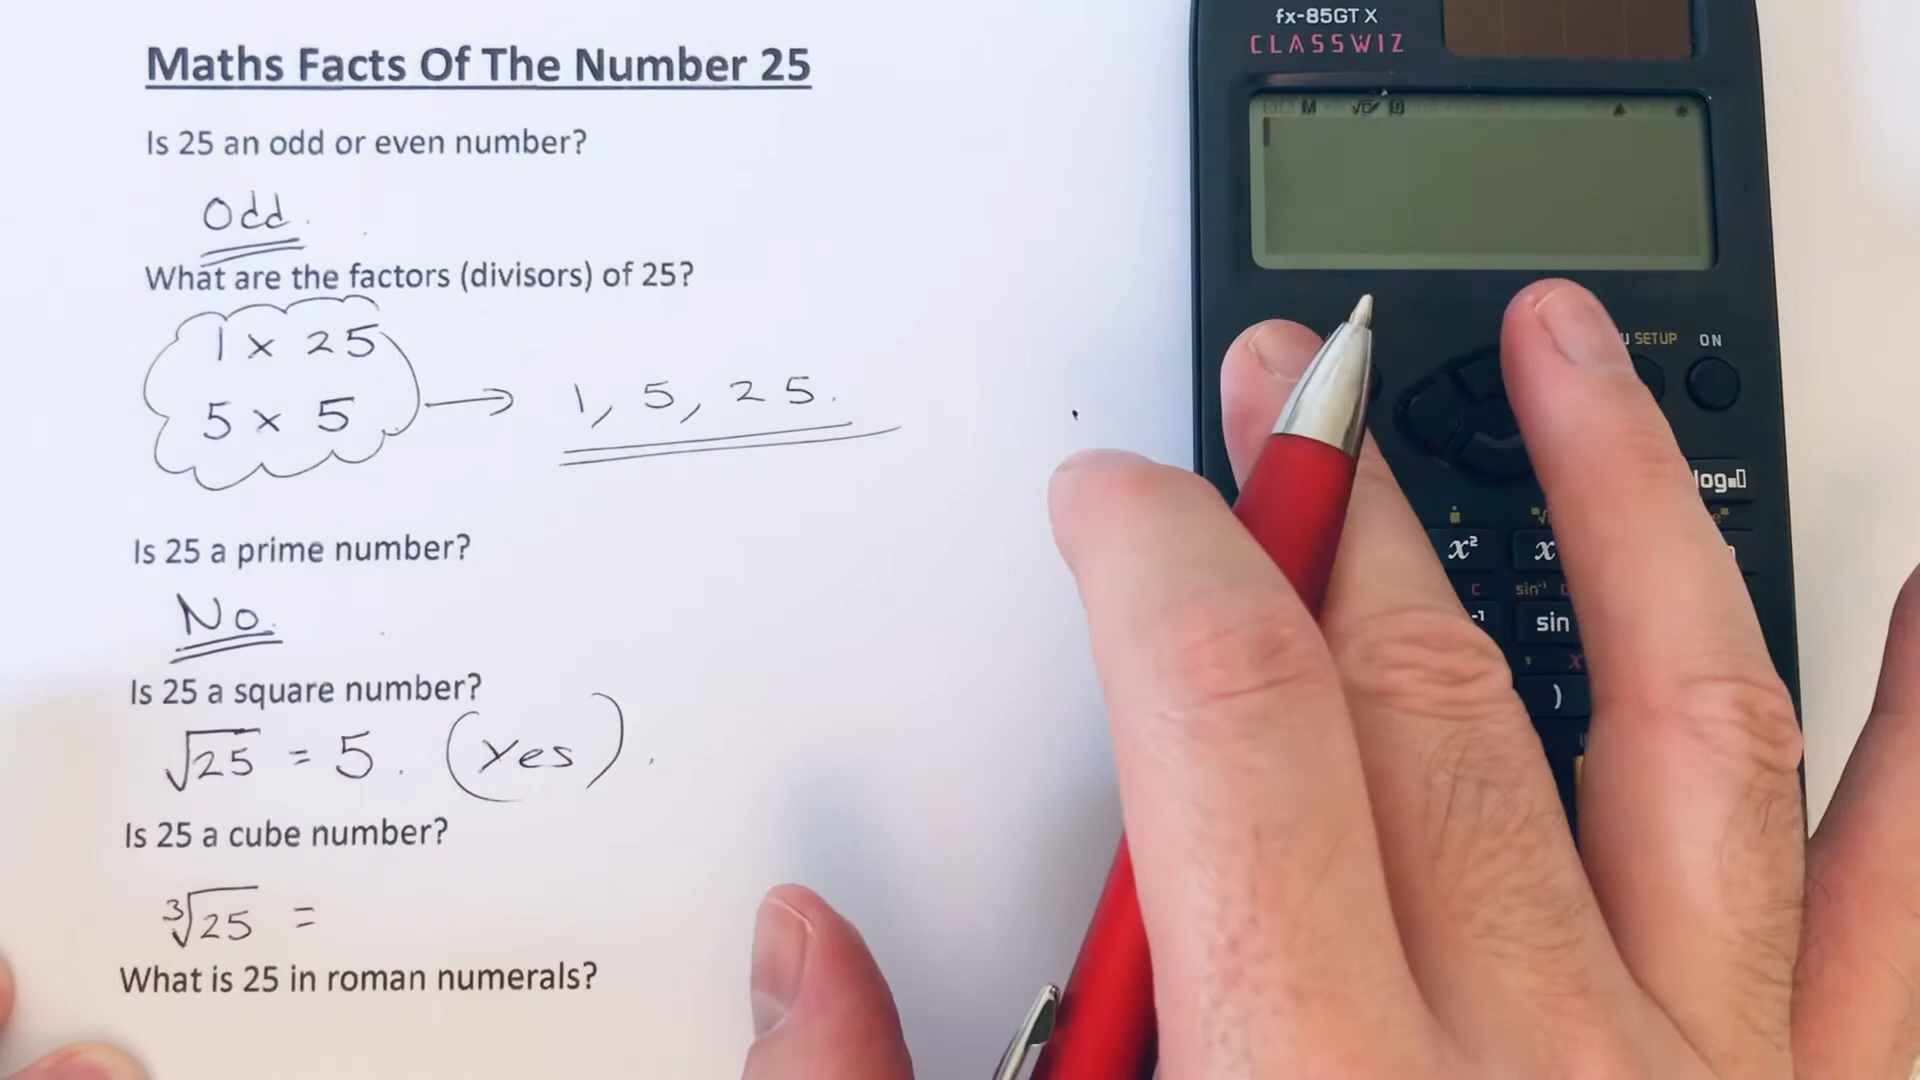 Maths Facts Of The Number 25
Is 25 an odd or even number?
Odd.
What are the factors (divisors) of 25?
1 x 25
5 x 5
1, 5, 25.
Is 25 a prime number?
No.
Is 25 a square number?
√25 = 5. (Yes).
Is 25 a cube number?
³√25 =
What is 25 in roman numerals?
fx-85GT X
CLASSWIZ
M
SETUP ON
x²
x
sin⁻¹
sin
)